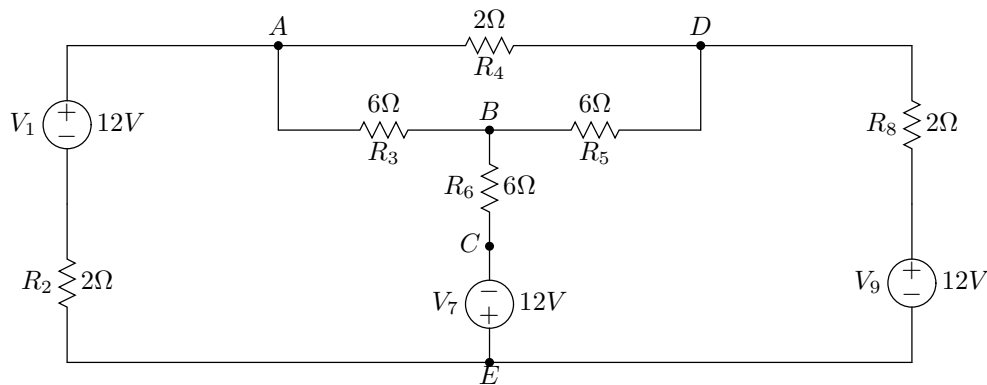 2Ω
A D
R4
6Ω 6Ω
B
V1 + − 12V
R3 R5
R8 2Ω
R6 6Ω
C
R2 2Ω
V7 − + 12V
V9 + − 12V
E